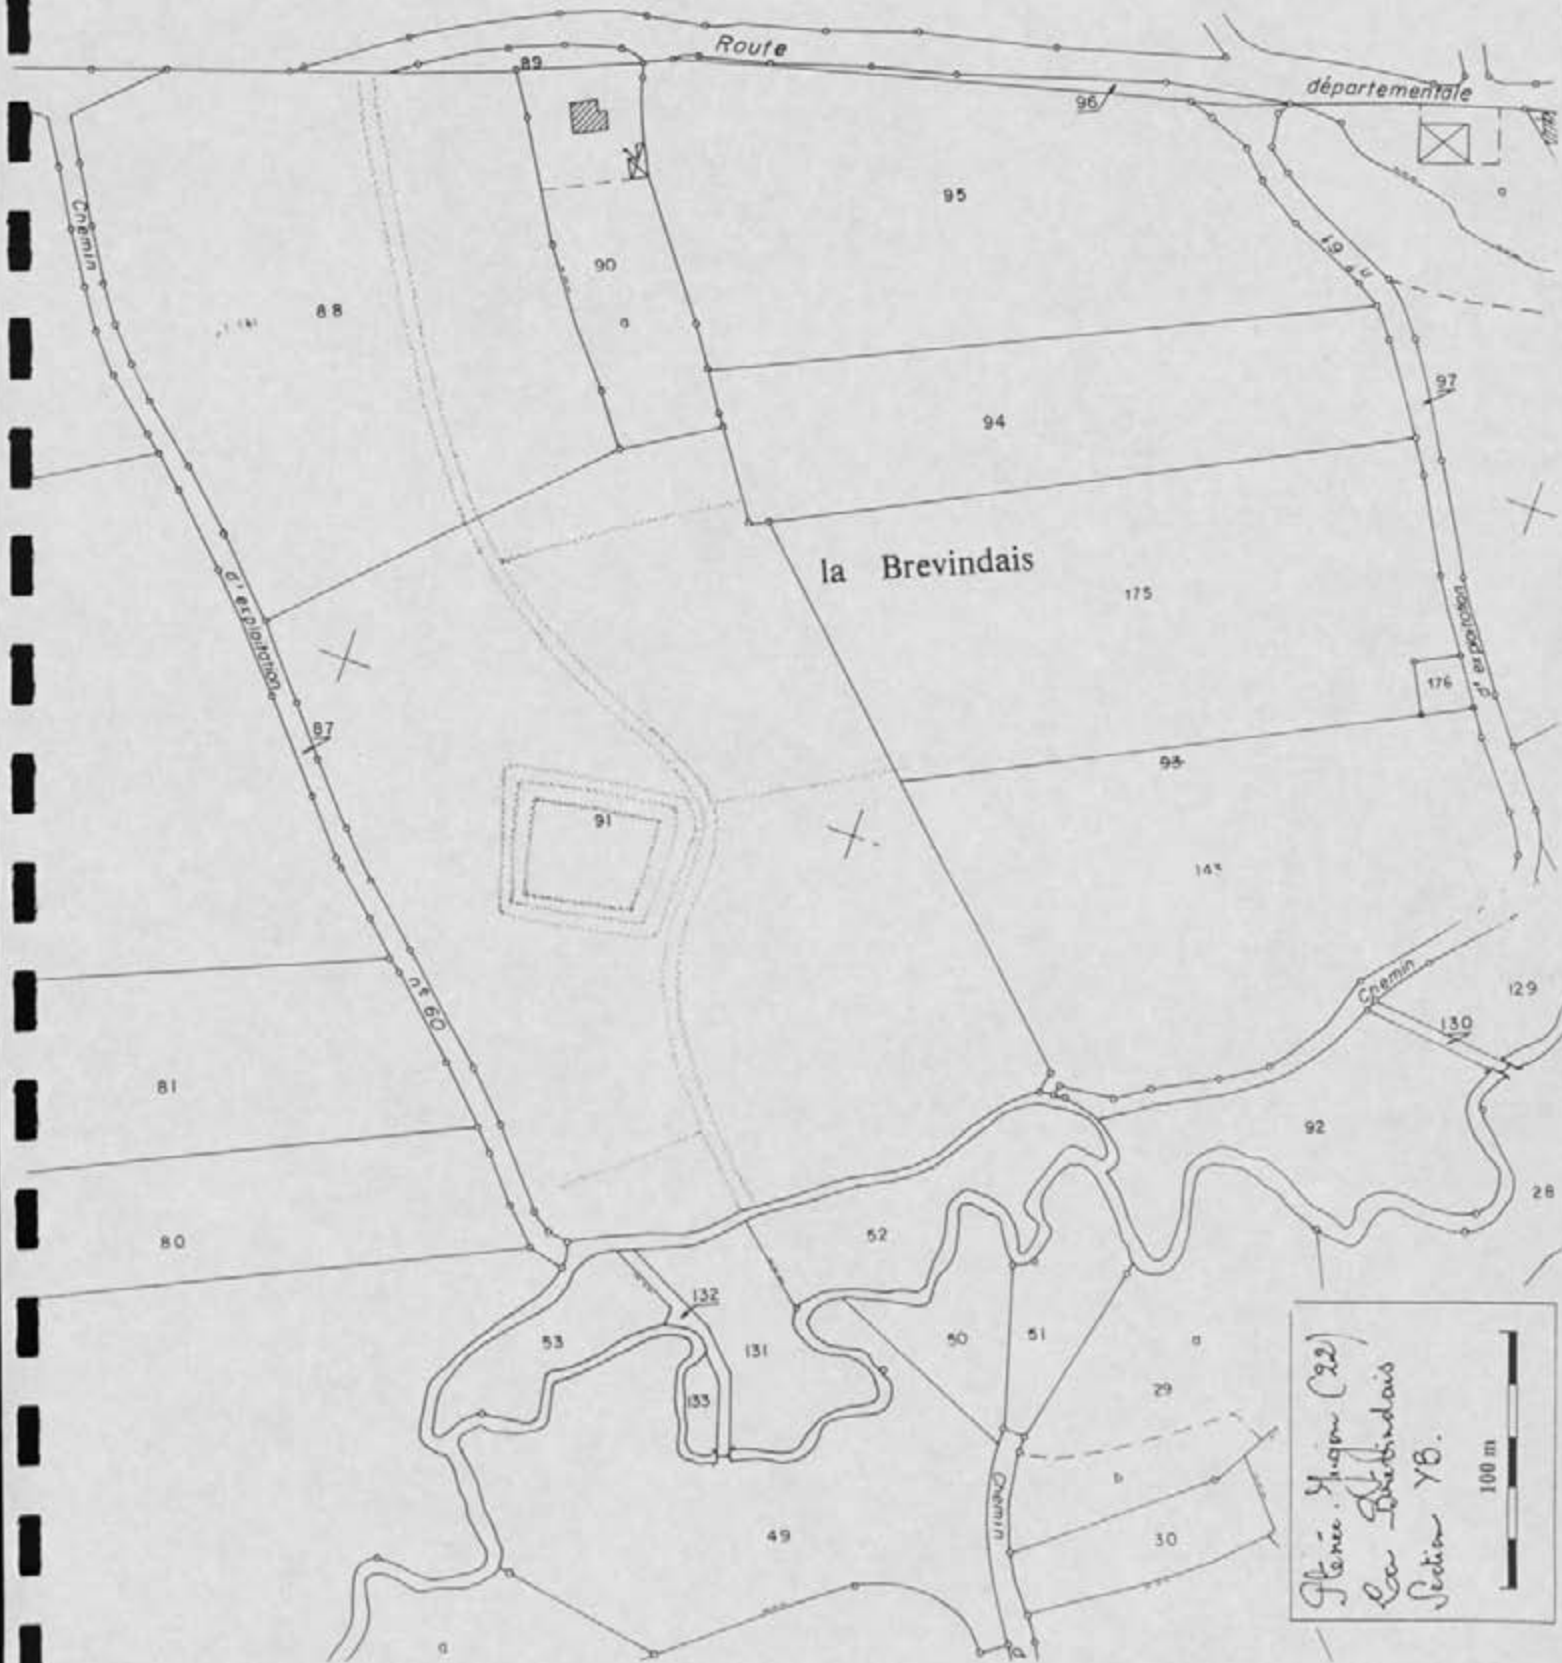 Route
départementale
89
96
95
Chemin
90
a
a
n° 61
88
97
94
la Brevindais
175
d'exploitation
d'exploitation
176
87
93
91
143
n° 60
Chemin
129
130
81
92
28
52
80
132
53
131
50
51
a
29
133
Chemin
b
49
30
a
Plénée-Jugon (22)
La Brévindais
Section YB.
100 m